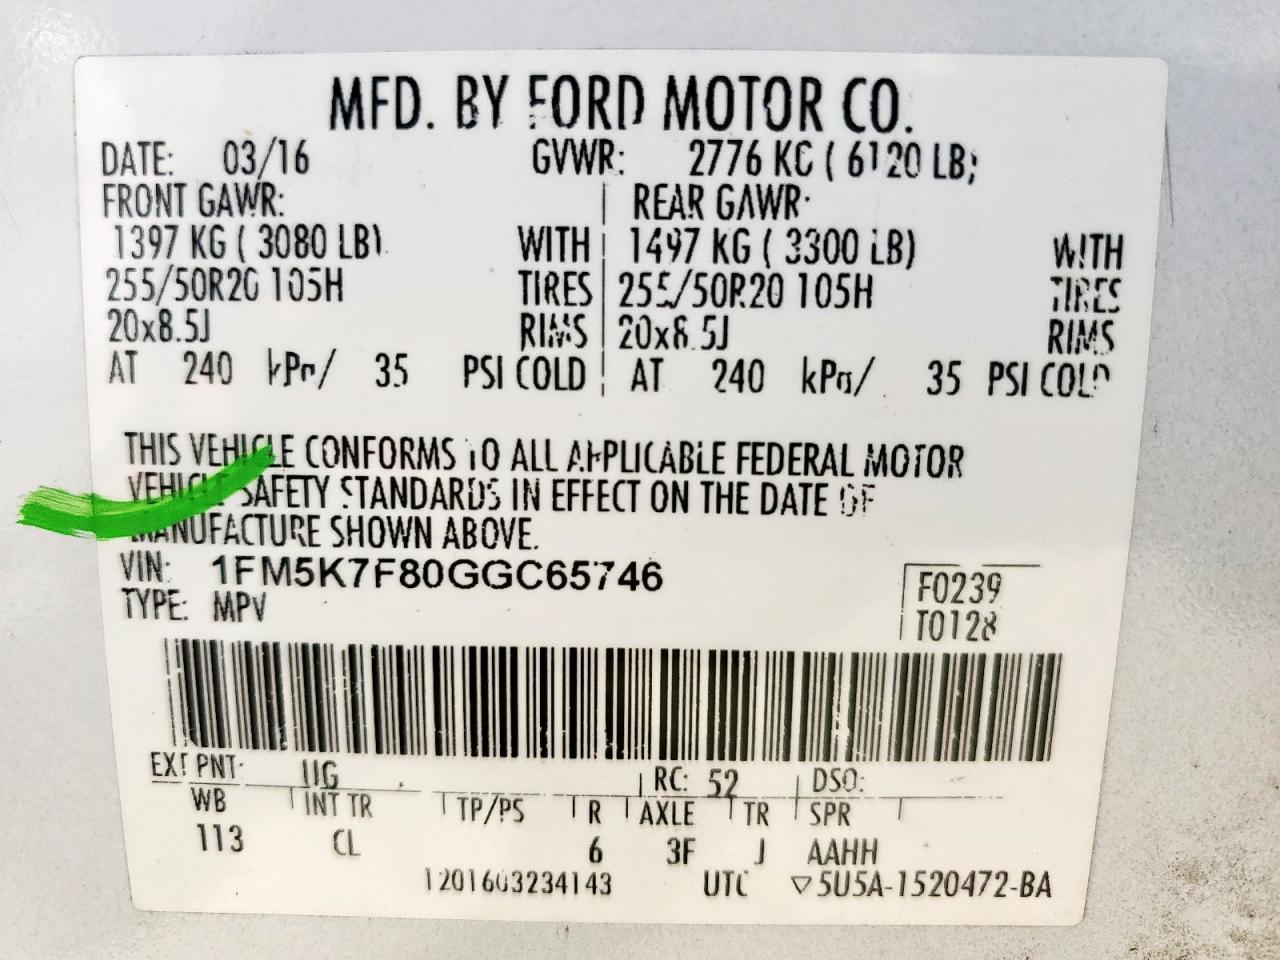 MFD. BY FORD MOTOR CO.
DATE: 03/16 GVWR: 2776 KG ( 6120 LB)
FRONT GAWR: REAR GAWR:
1397 KG ( 3080 LB) WITH 1497 KG ( 3300 LB) WITH
255/50R20 105H TIRES 255/50R20 105H TIRES
20x8.5J RIMS 20x8.5J RIMS
AT 240 kPa/ 35 PSI COLD AT 240 kPa/ 35 PSI COLD
THIS VEHICLE CONFORMS TO ALL APPLICABLE FEDERAL MOTOR
VEHICLE SAFETY STANDARDS IN EFFECT ON THE DATE OF
MANUFACTURE SHOWN ABOVE.
VIN: 1FM5K7F80GGC65746
TYPE: MPV
F0239
T0128
EXT PNT: UG RC: 52 DSO:
WB INT TR TP/PS R AXLE TR SPR
113 CL 6 3F J AAHH
1201603234143 UTC ▽5U5A-1520472-BA